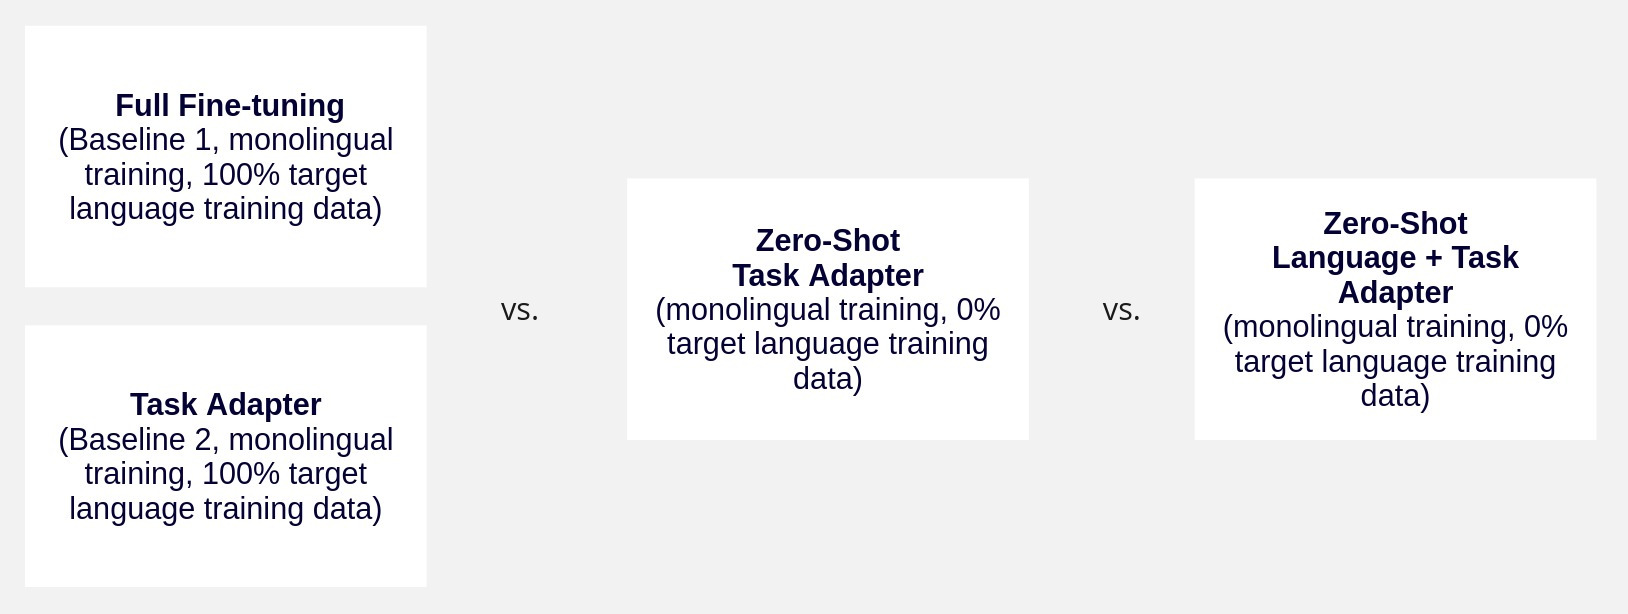 Full Fine-tuning
(Baseline 1, monolingual
training, 100% target
language training data)
Task Adapter
(Baseline 2, monolingual
training, 100% target
language training data)
vs.
Zero-Shot
Task Adapter
(monolingual training, 0%
target language training
data)
vs.
Zero-Shot
Language + Task
Adapter
(monolingual training, 0%
target language training
data)